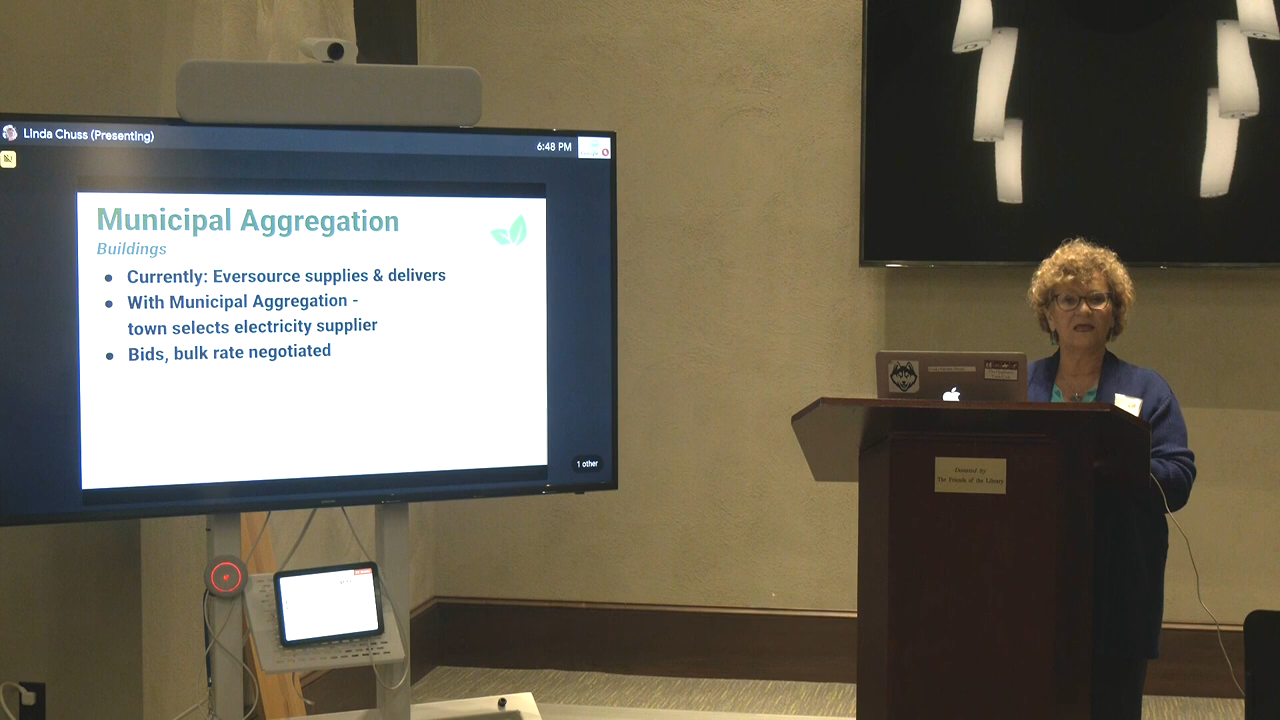 Linda Chuss (Presenting)
6:48 PM
Municipal Aggregation
Buildings
• Currently: Eversource supplies & delivers
• With Municipal Aggregation -
town selects electricity supplier
• Bids, bulk rate negotiated
1 other
Donated by
The Friends of the Library